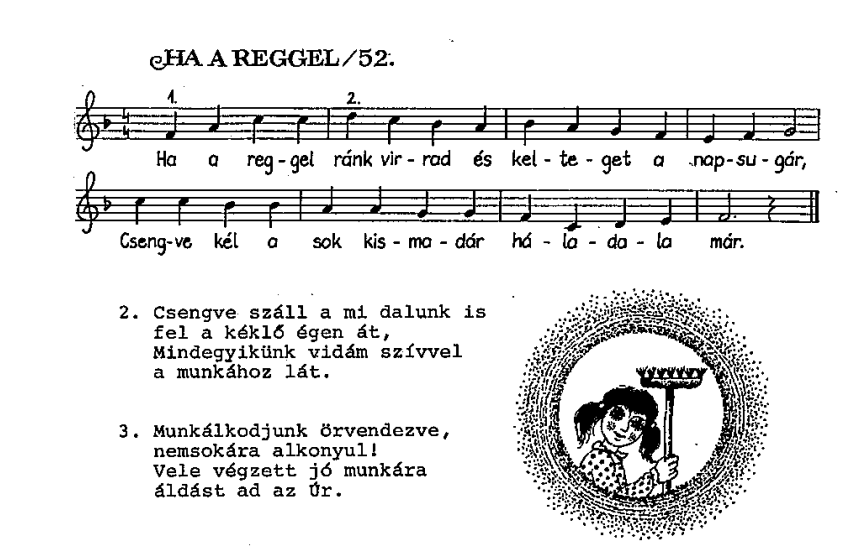 HA A REGGEL/52.
1. 2.
Ha a reg-gel ránk vir-rad és kel-te-get a nap-su-gár,
Cseng-ve kél a sok kis-ma-dár há-la-da-la már.
2. Csengve száll a mi dalunk is
fel a kéklő égen át,
Mindegyikünk vidám szívvel
a munkához lát.
3. Munkálkodjunk örvendezve,
nemsokára alkonyul!
Vele végzett jó munkára
áldást ad az Úr.